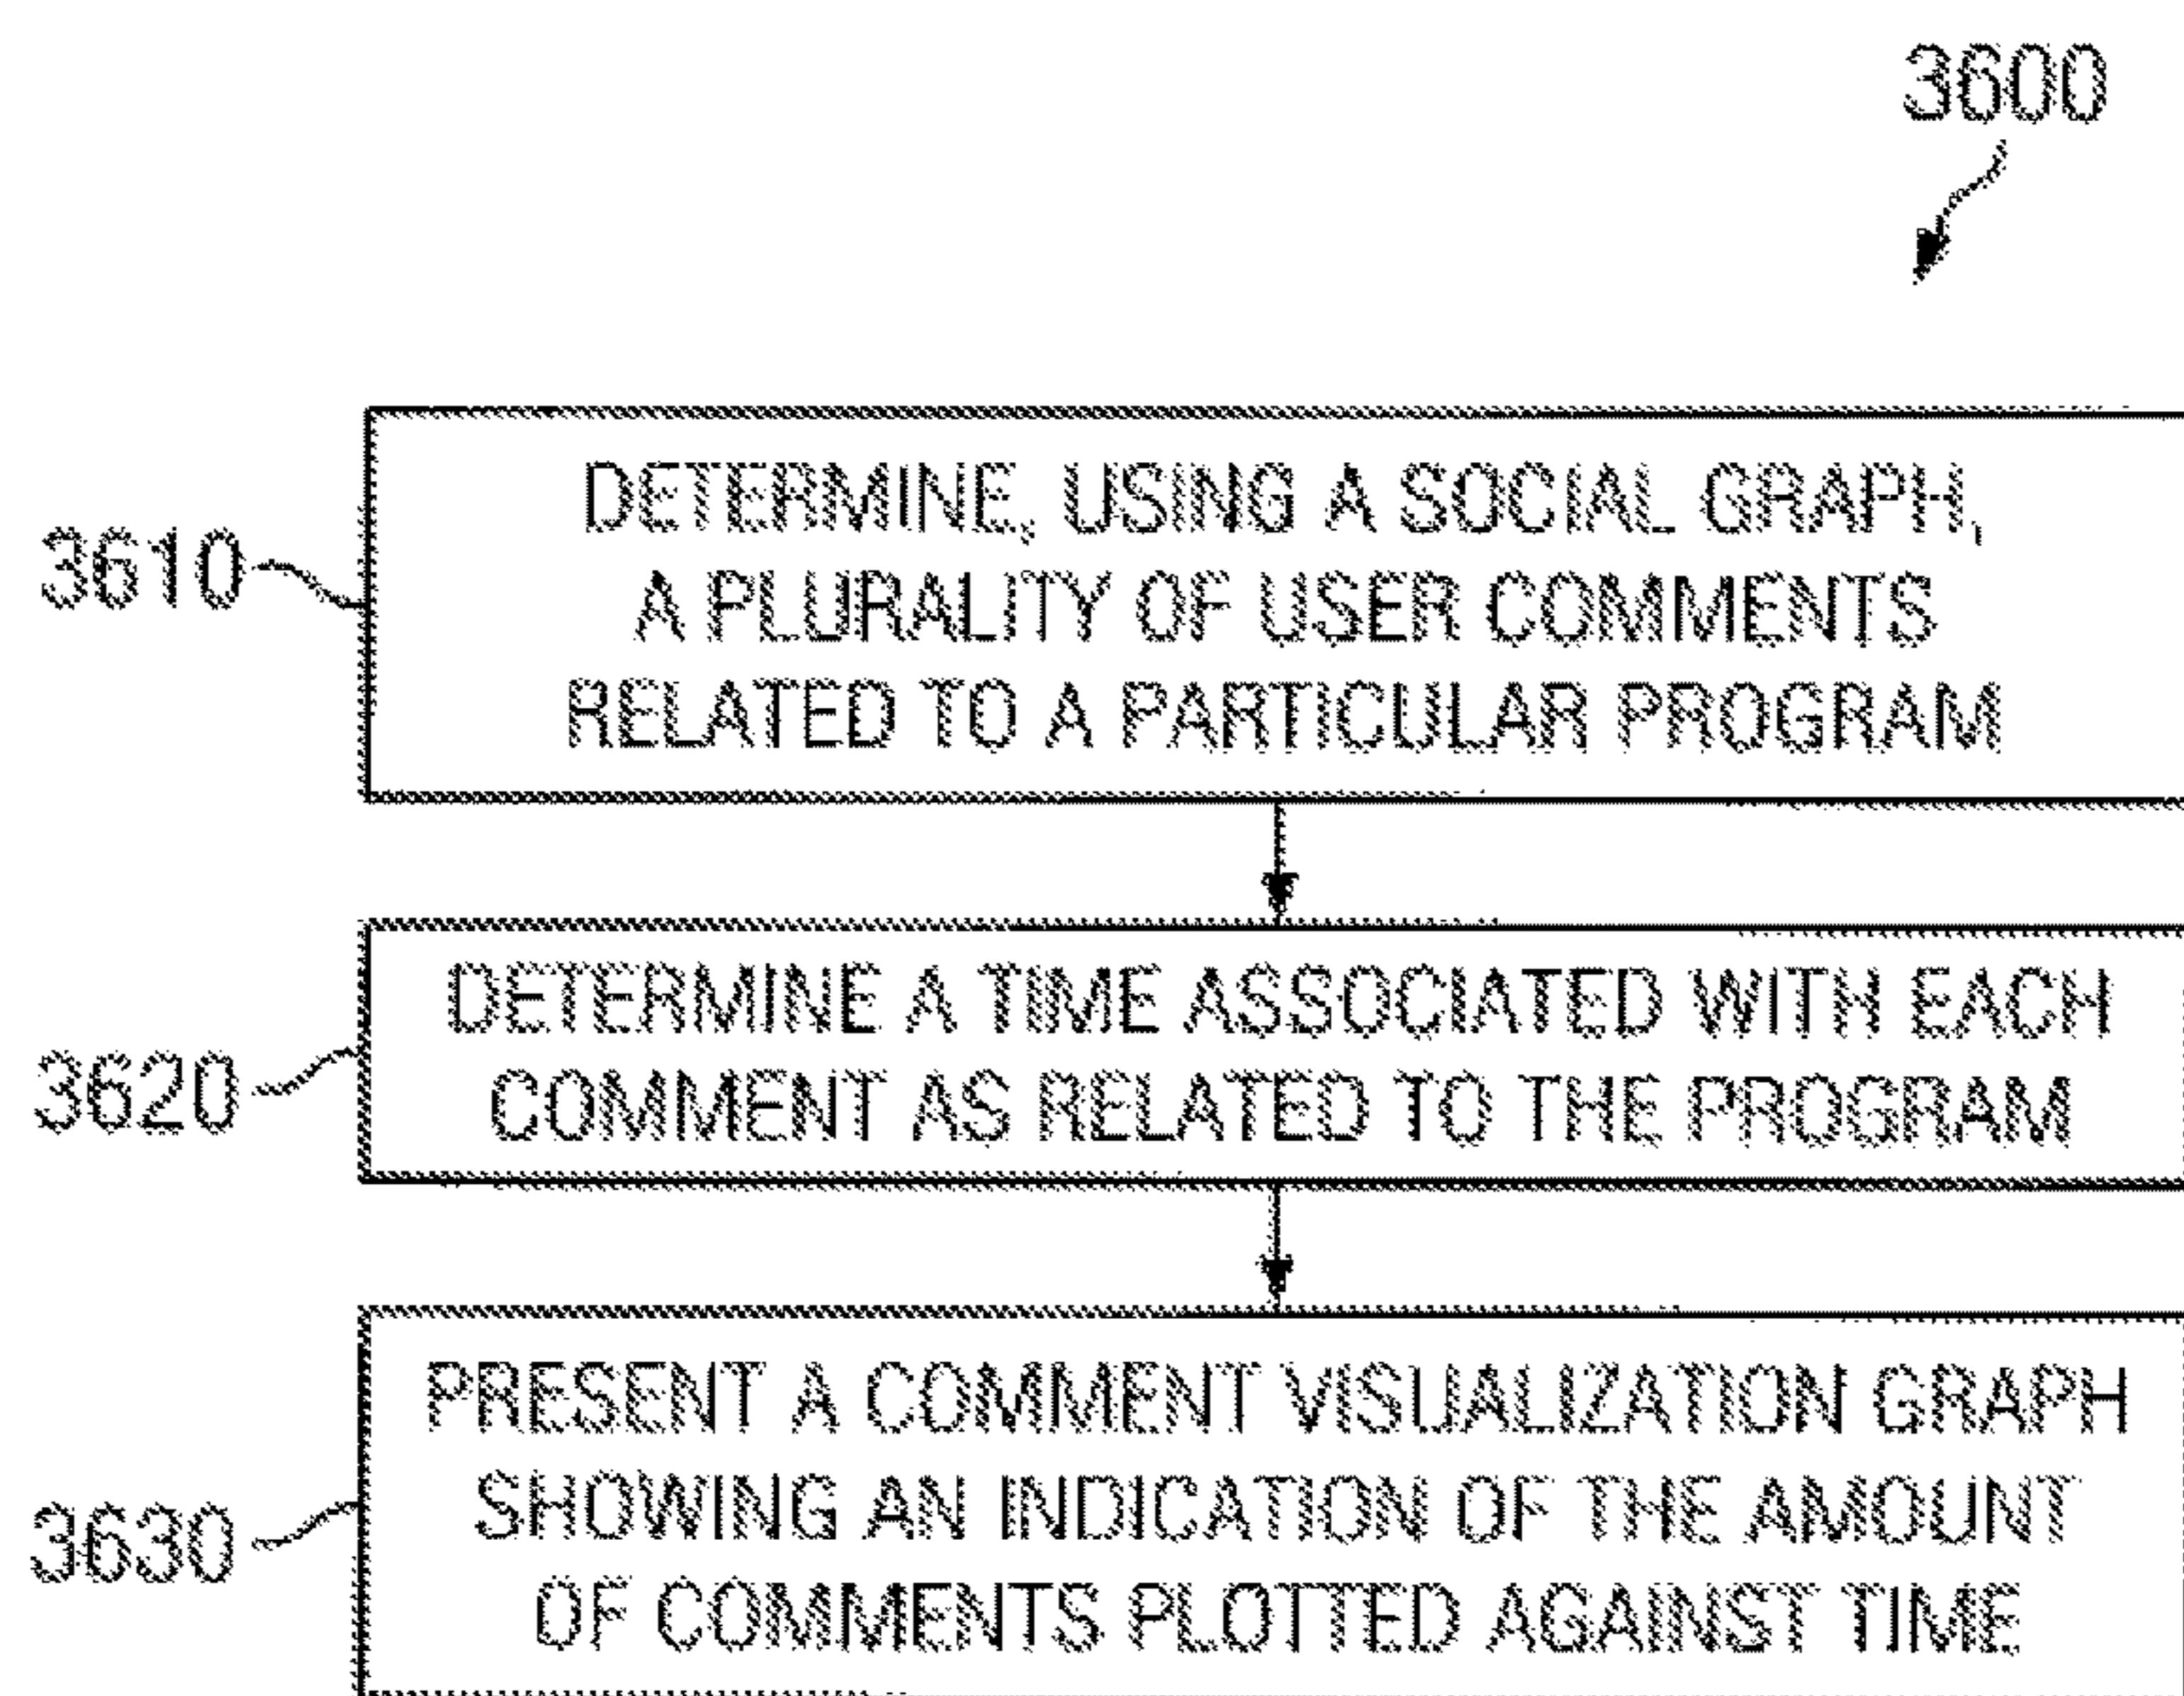 3600
3610
DETERMINE, USING A SOCIAL GRAPH,
A PLURALITY OF USER COMMENTS
RELATED TO A PARTICULAR PROGRAM
3620
DETERMINE A TIME ASSOCIATED WITH EACH
COMMENT AS RELATED TO THE PROGRAM
3630
PRESENT A COMMENT VISUALIZATION GRAPH
SHOWING AN INDICATION OF THE AMOUNT
OF COMMENTS PLOTTED AGAINST TIME